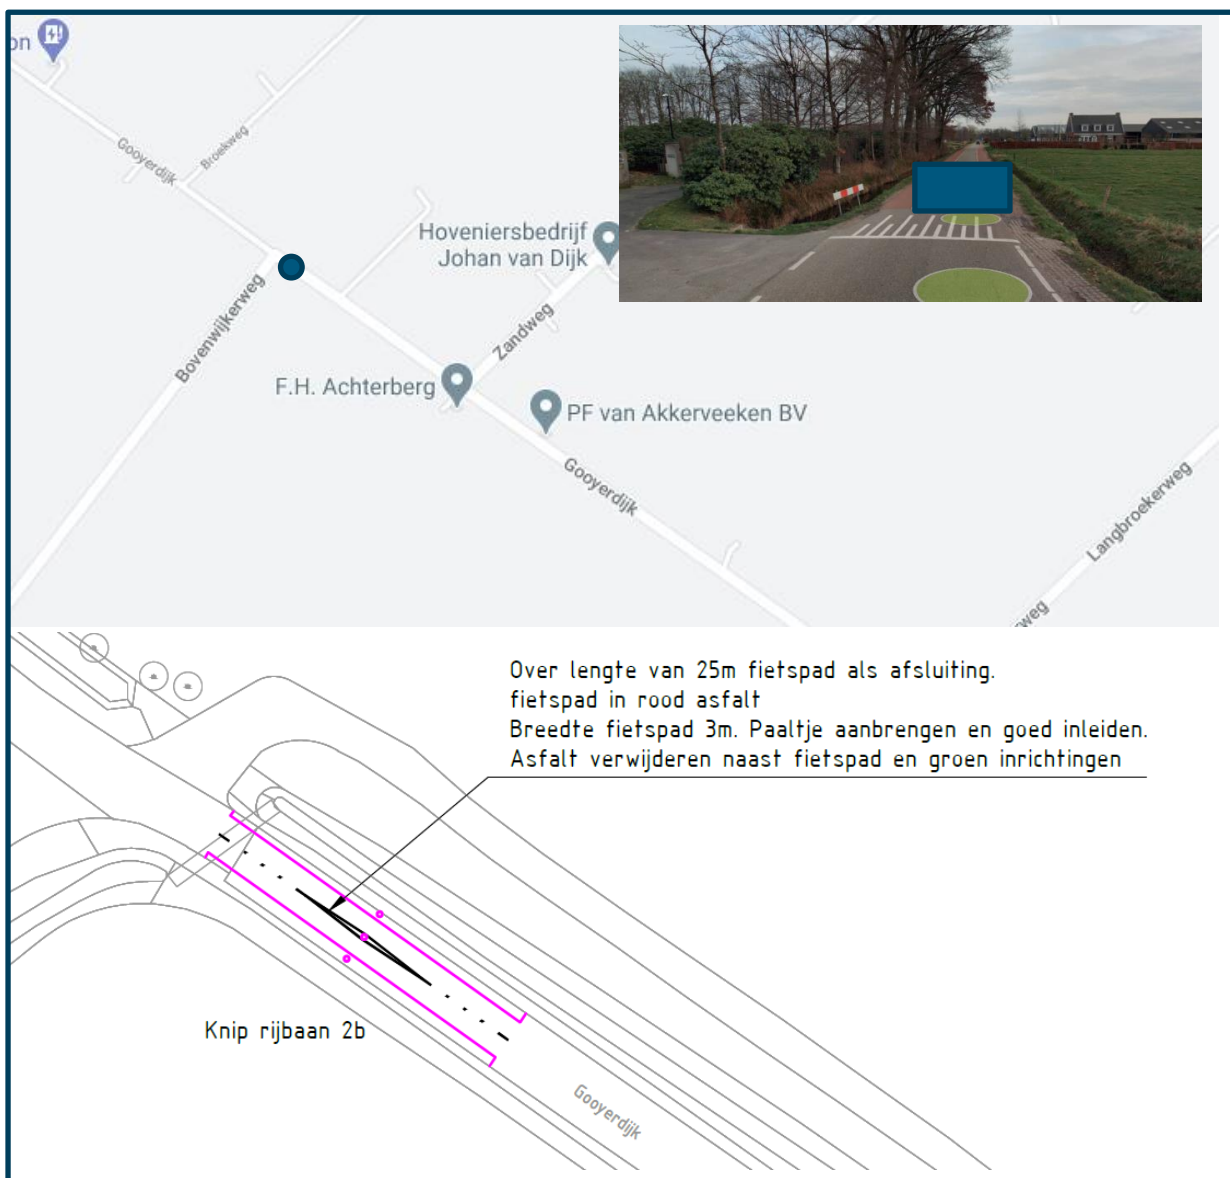 on
Gooyerdijk
Broekweg
Hoveniersbedrijf
Johan van Dijk
Bovenwijkerweg
Zandweg
F.H. Achterberg
PF van Akkerveeken BV
Gooyerdijk
Langbroekerweg
rweg
Over lengte van 25m fietspad als afsluiting.
fietspad in rood asfalt
Breedte fietspad 3m. Paaltje aanbrengen en goed inleiden.
Asfalt verwijderen naast fietspad en groen inrichtingen
Knip rijbaan 2b
Gooyerdijk